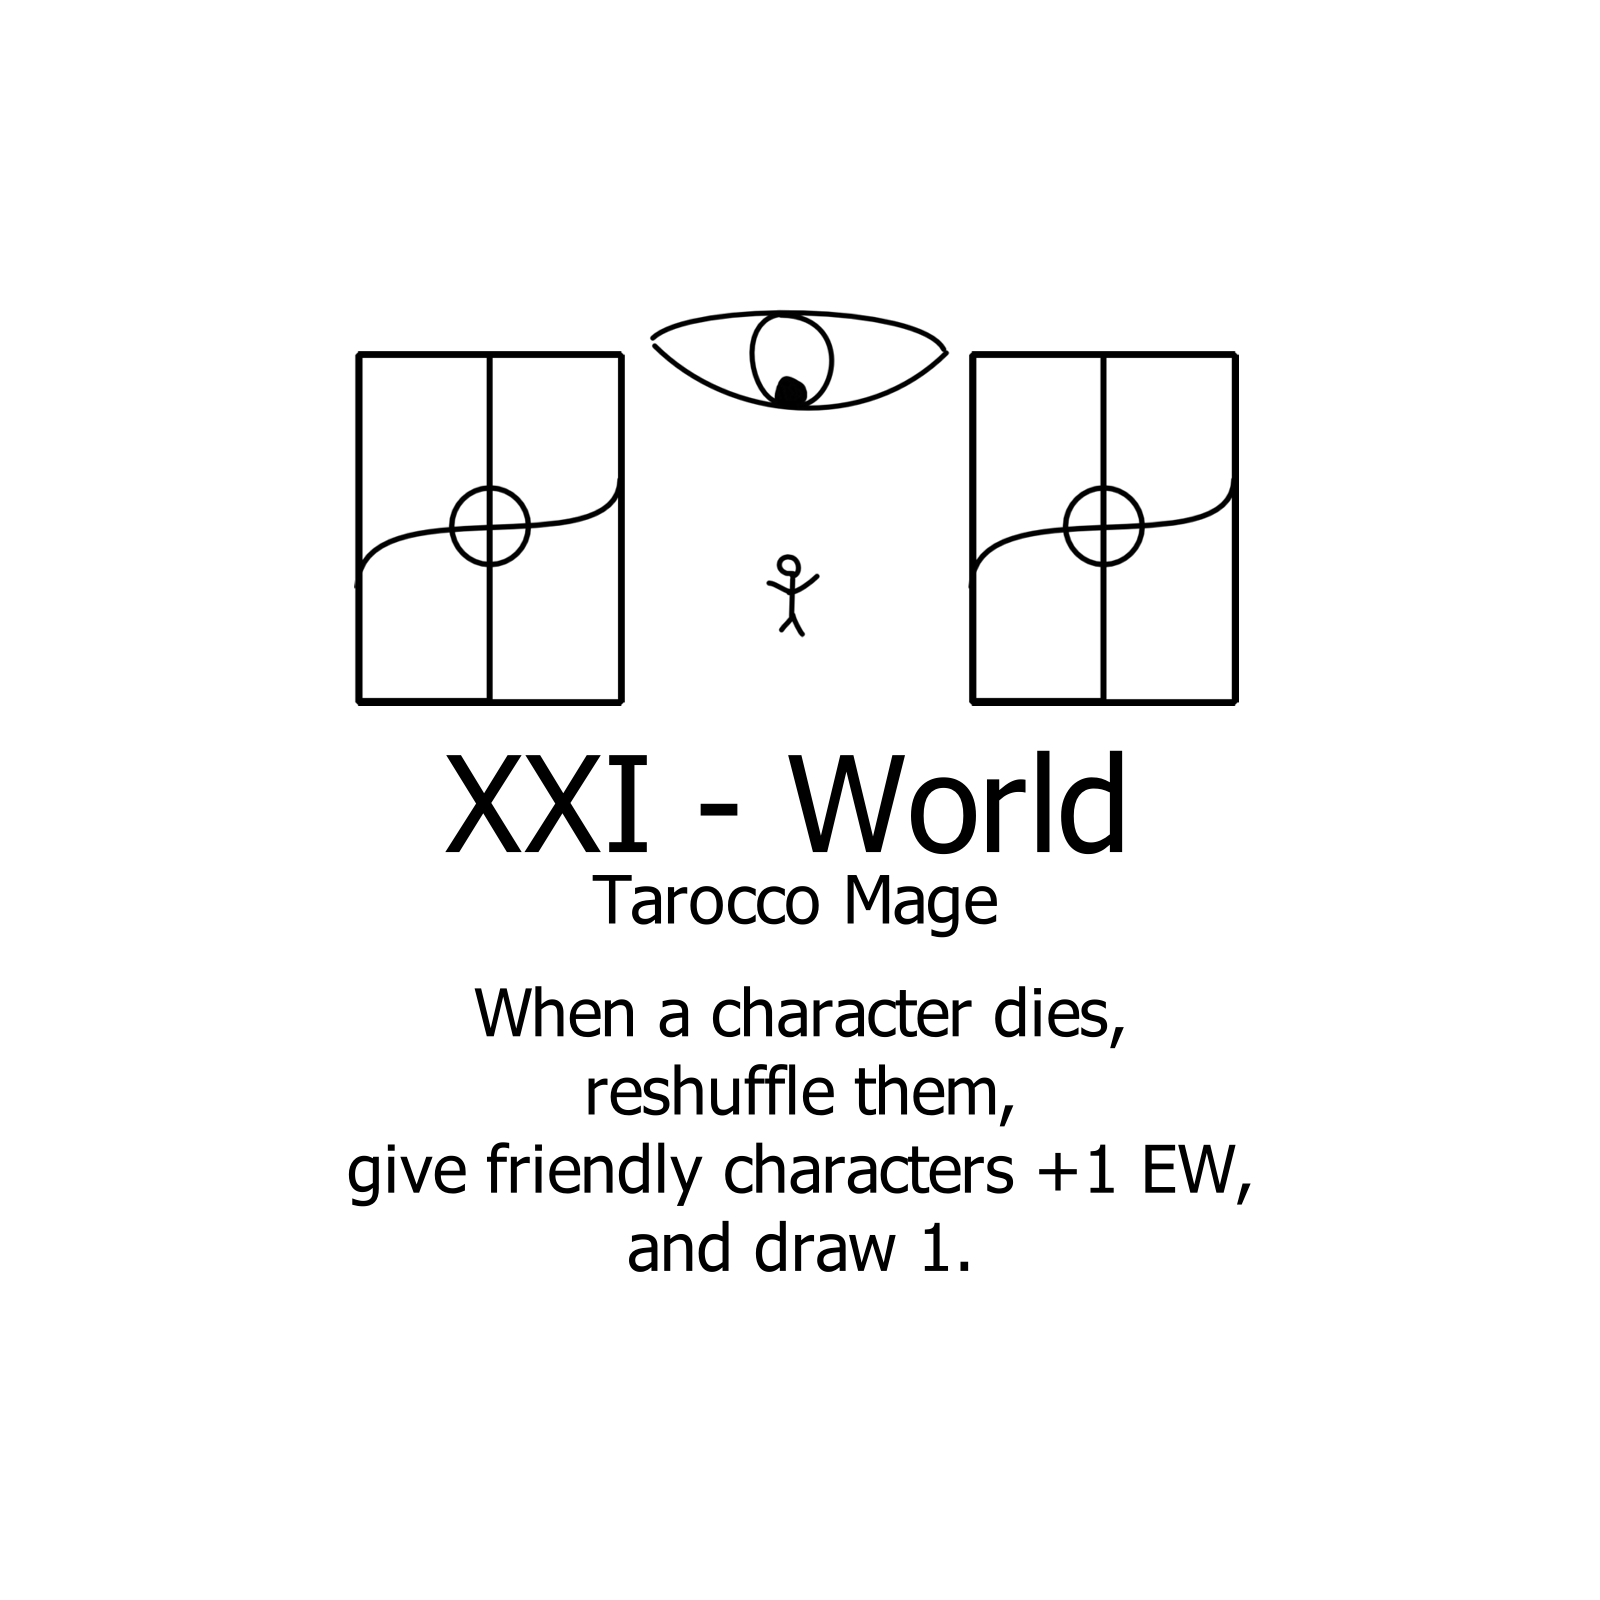 XXI - World
Tarocco Mage
When a character dies,
reshuffle them,
give friendly characters +1 EW,
and draw 1.